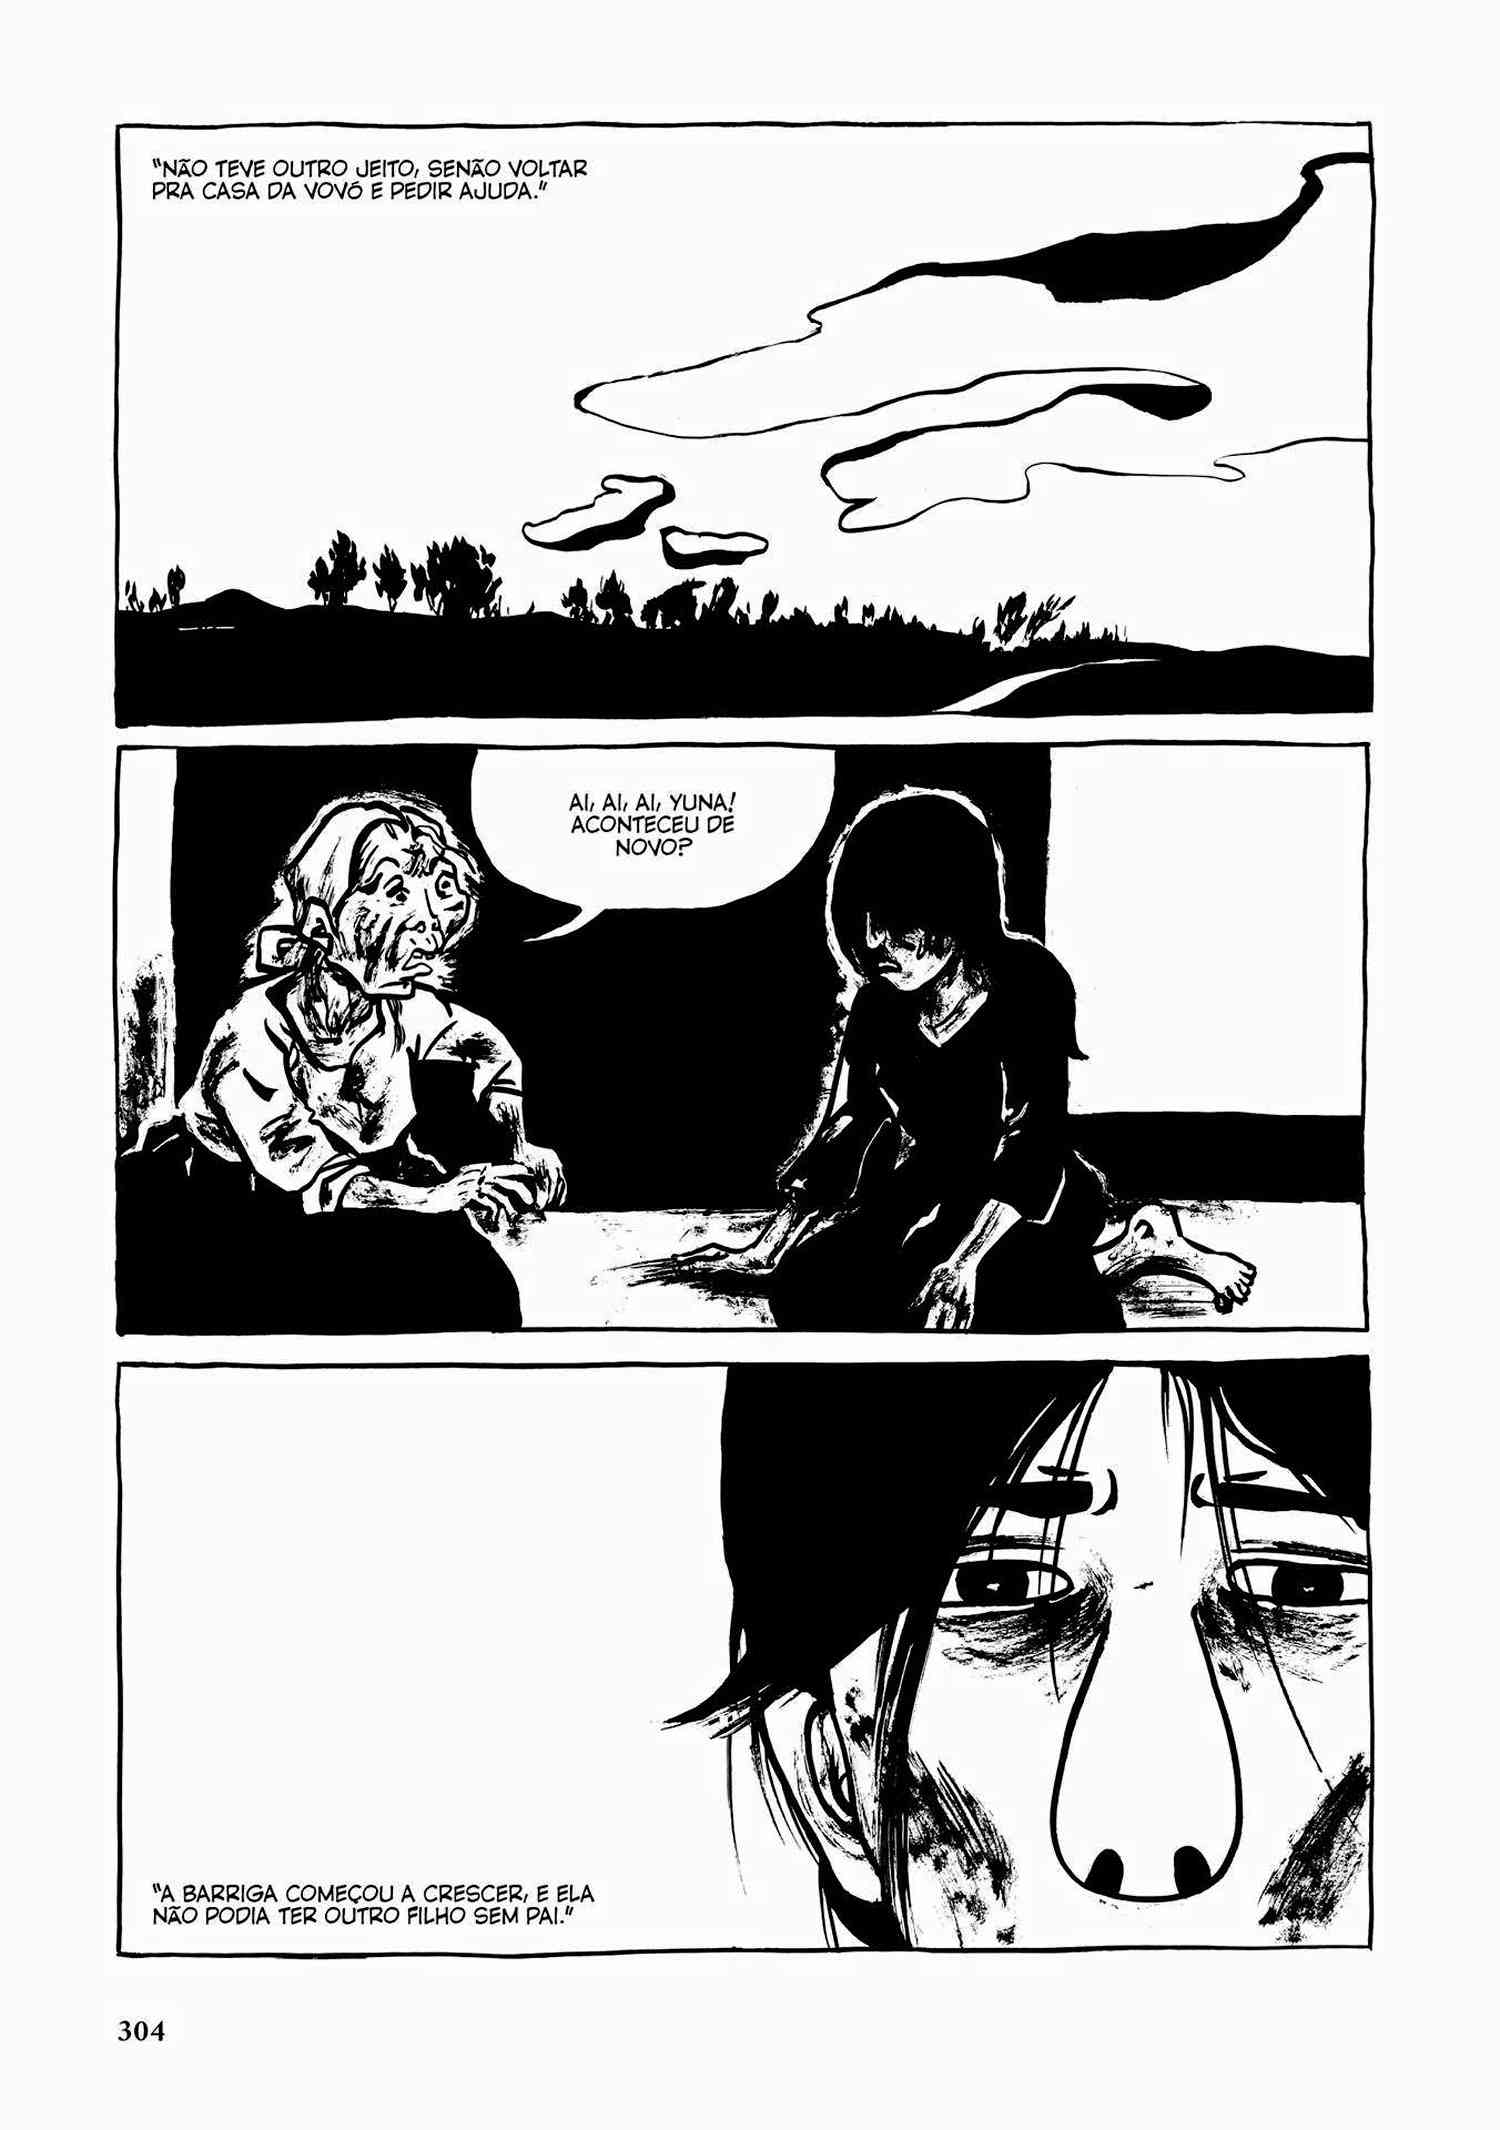 "NÃO TEVE OUTRO JEITO, SENÃO VOLTAR
PRA CASA DA VOVÓ E PEDIR AJUDA."
AI, AI, AI, YUNA!
ACONTECEU DE
NOVO?
"A BARRIGA COMEÇOU A CRESCER, E ELA
NÃO PODIA TER OUTRO FILHO SEM PAI."
304